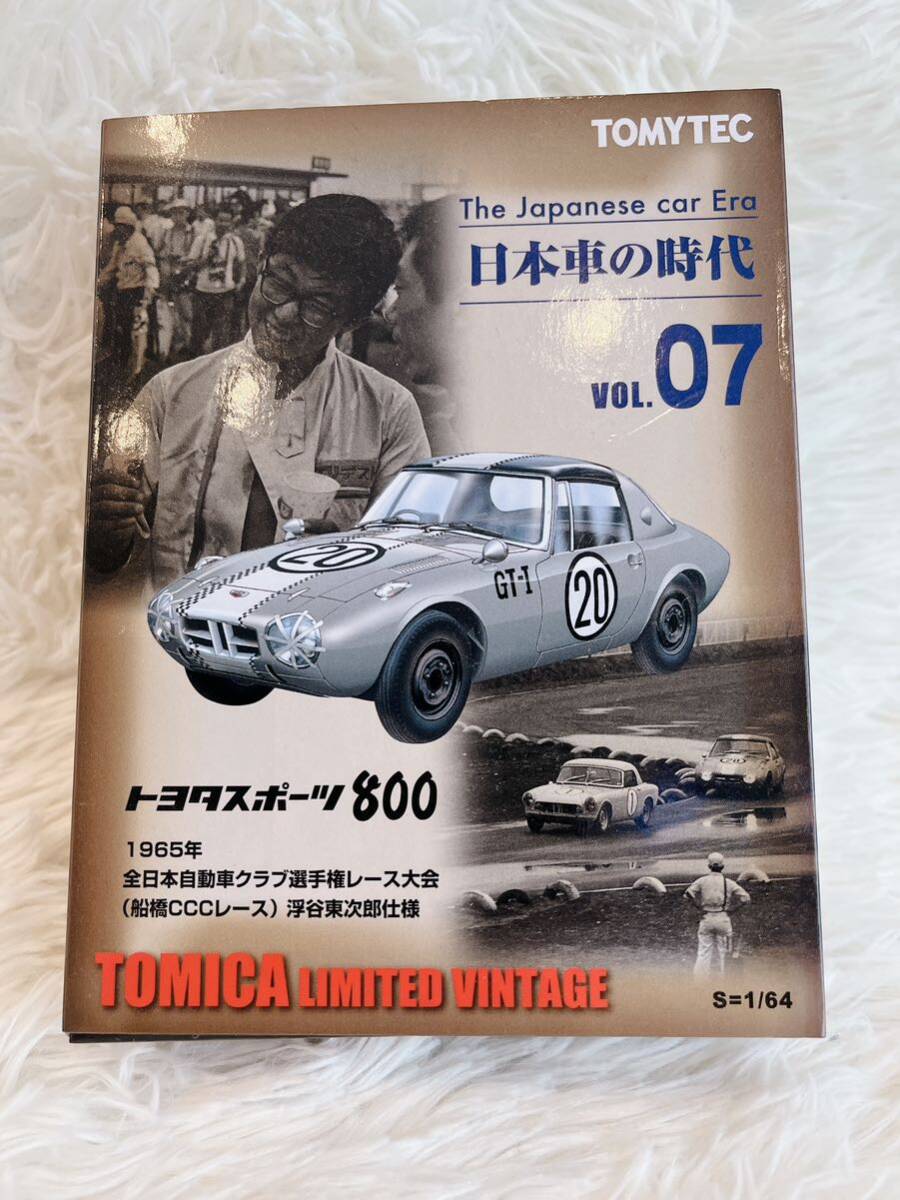 TOMYTEC
The Japanese car Era
日本車の時代
VOL.07
20
GT-I
20
トヨタスポーツ800
1965年
全日本自動車クラブ選手権レース大会
(船橋CCCレース) 浮谷東次郎仕様
TOMICA LIMITED VINTAGE
S=1/64